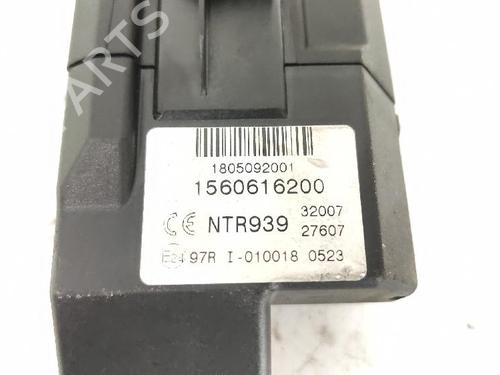 ARTS
1805092001
1560616200
CE NTR939 32007
27607
E24 97R I-010018 0523